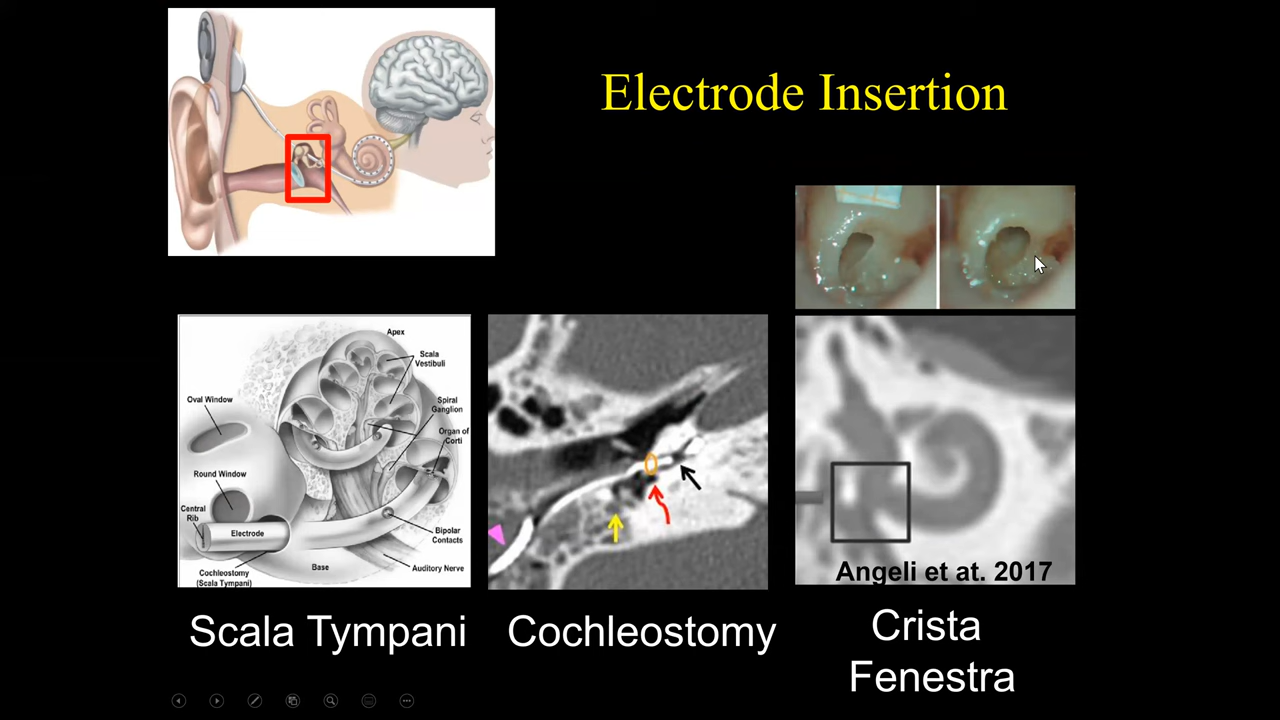 Electrode Insertion
Apex
Scala
Vestibuli
Oval Window
Spiral
Ganglion
Organ of
Corti
Round Window
Central
Rib
Electrode
Bipolar
Contacts
Cochleostomy
(Scala Tympani)
Base
Auditory Nerve
Angeli et at. 2017
Scala Tympani
Cochleostomy
Crista
Fenestra